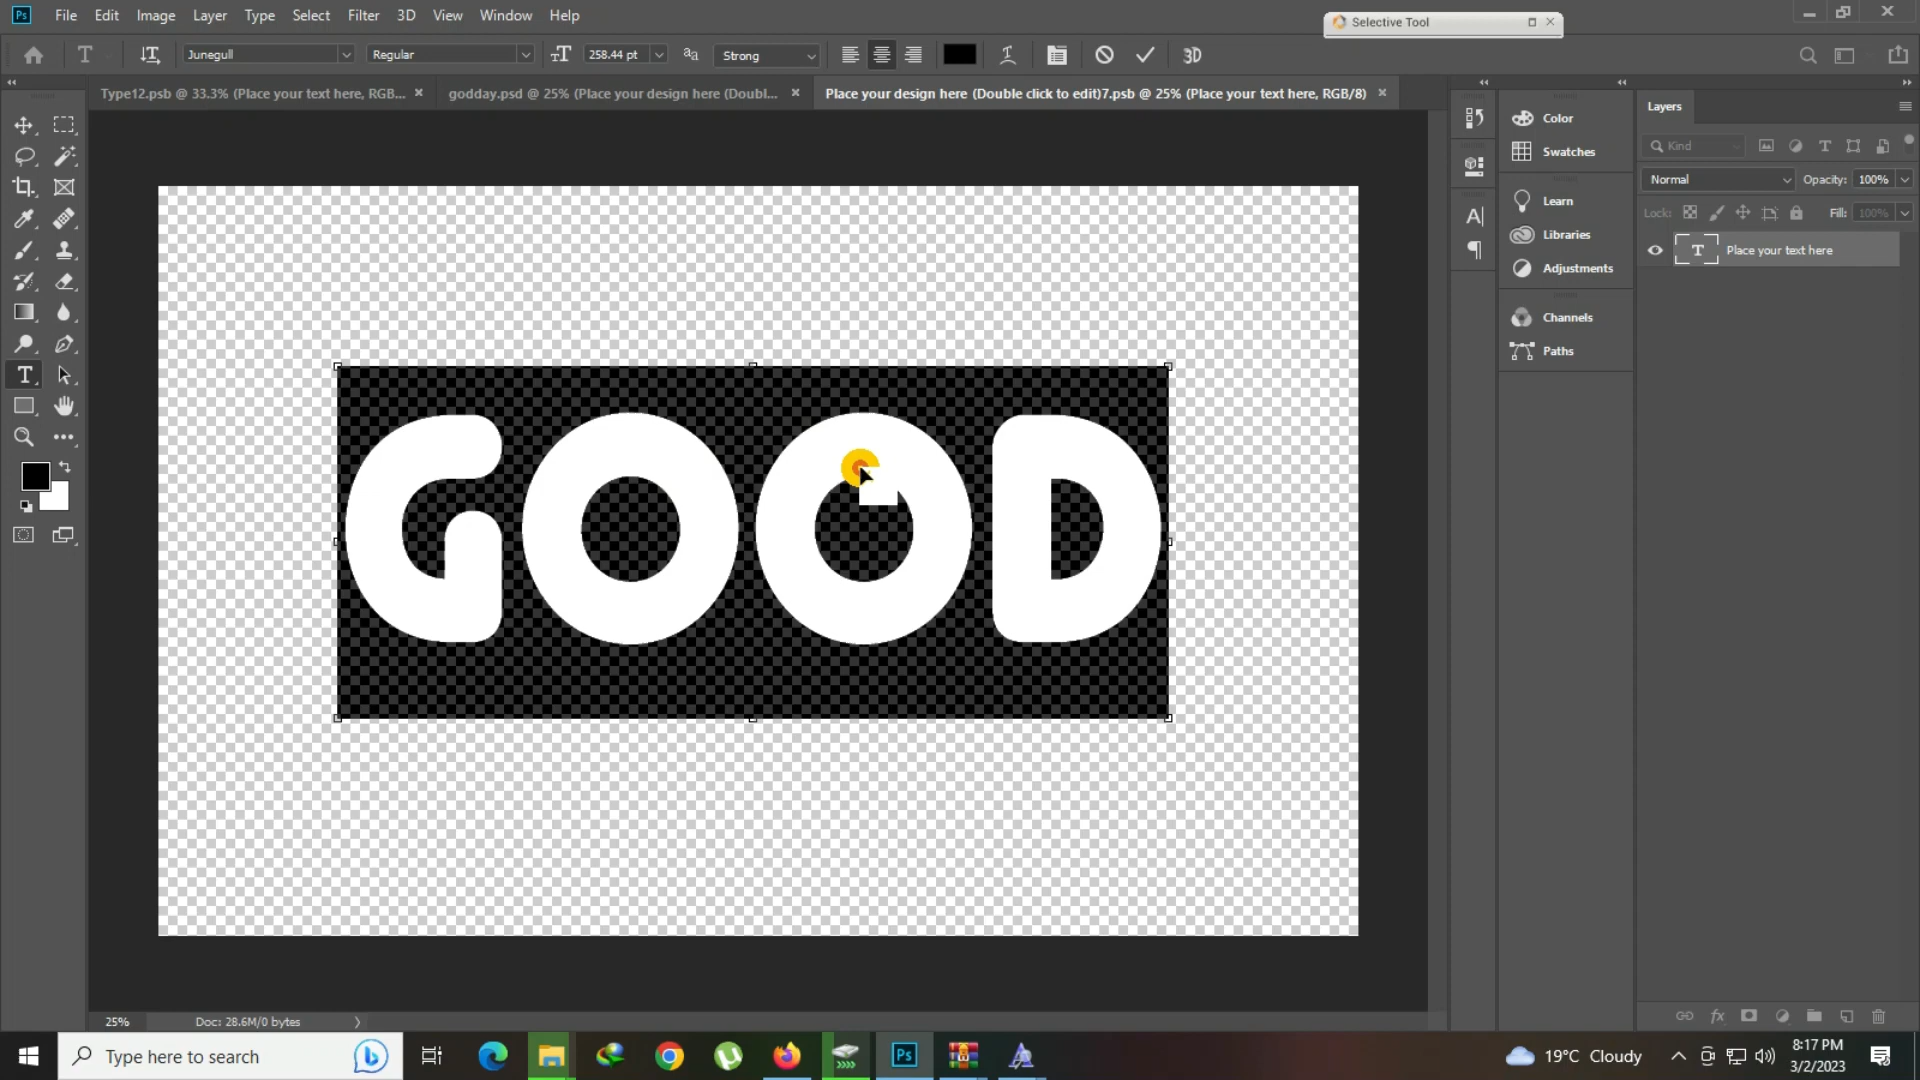 Ps File Edit Image Layer Type Select Filter 3D View Window Help
Selective Tool
Junegull Regular 258.44 pt aa Strong 3D
Type12.psb @ 33.3% (Place your text here, RGB... × godday.psd @ 25% (Place your design here (Doubl... × Place your design here (Double click to edit)7.psb @ 25% (Place your text here, RGB/8) ×
Layers
Color
Kind
Swatches
Normal Opacity: 100%
Learn
Lock: Fill: 100%
Libraries
Place your text here
Adjustments
Channels
Paths
GOOD
25% Doc: 28.6M/0 bytes
Type here to search
19°C Cloudy
8:17 PM
3/2/2023